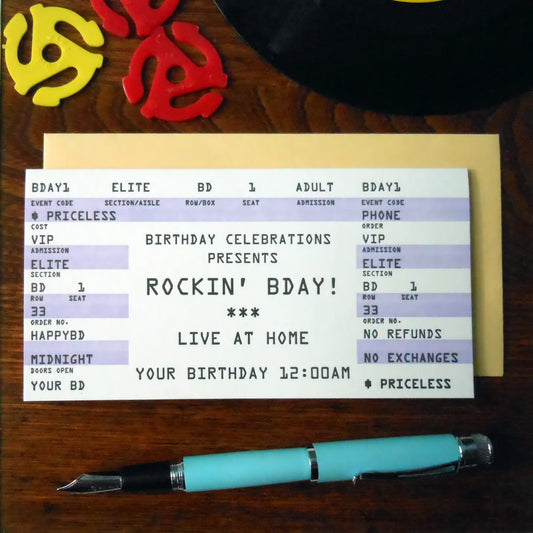 BDAY1 ELITE BD 1 ADULT BDAY1
EVENT CODE SECTION/AISLE ROW/BOX SEAT ADMISSION EVENT CODE
* PRICELESS
COST
VIP
ADMISSION
ELITE
SECTION
BD 1
ROW SEAT
33
ORDER NO.
HAPPYBD
MIDNIGHT
DOORS OPEN
YOUR BD
BIRTHDAY CELEBRATIONS
PRESENTS
ROCKIN' BDAY!
***
LIVE AT HOME
YOUR BIRTHDAY 12:00AM
PHONE
ORDER
VIP
ADMISSION
ELITE
SECTION
BD 1
ROW SEAT
33
ORDER NO.
NO REFUNDS
NO EXCHANGES
* PRICELESS